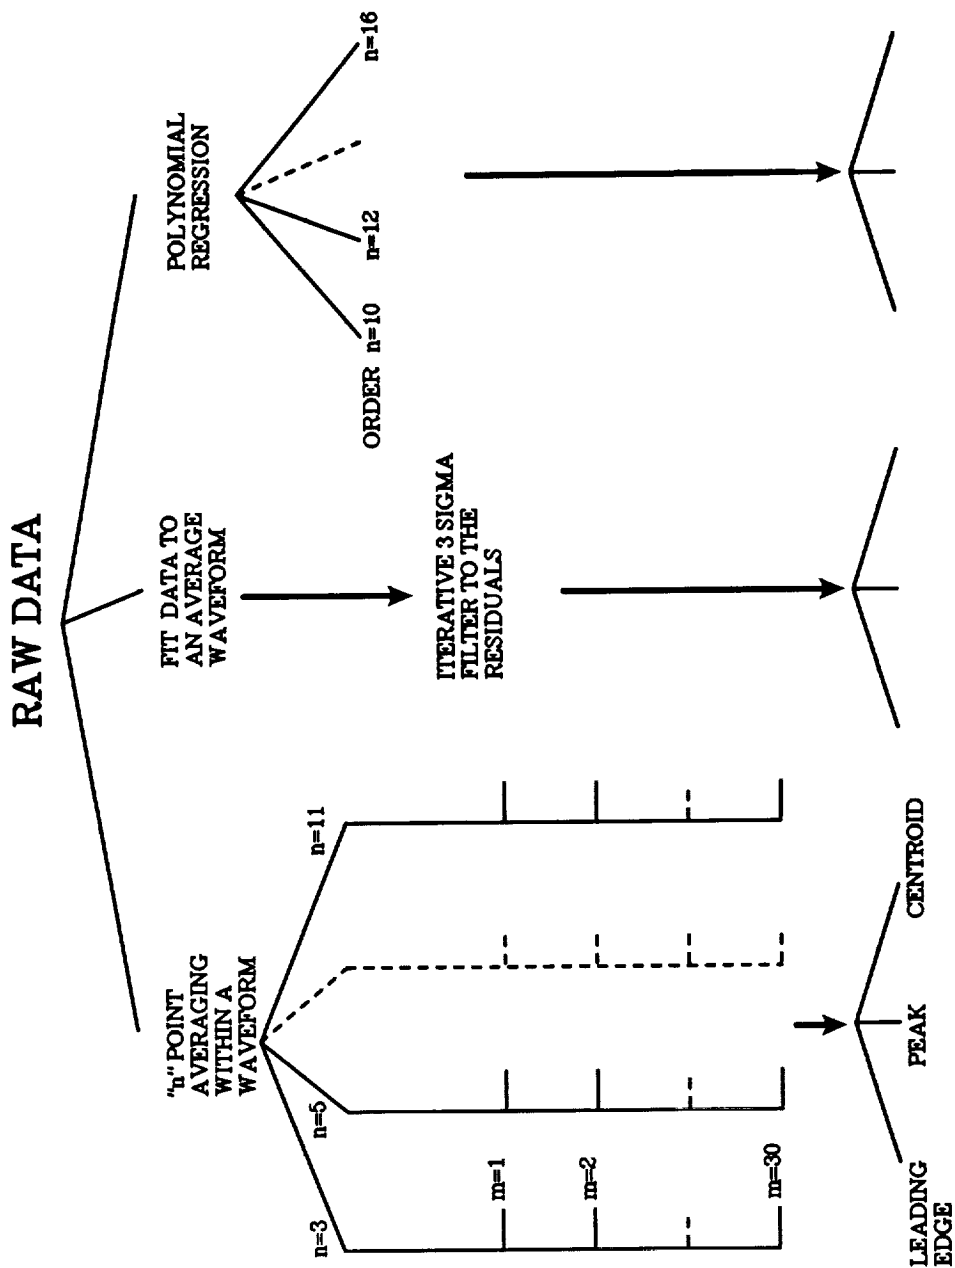 RAW DATA
"n" POINT
AVERAGING
WITHIN A
WAVEFORM
FIT DATA TO
AN AVERAGE
WAVEFORM
POLYNOMIAL
REGRESSION
n=3
n=5
n=11
ORDER n=10
n=12
n=16
ITERATIVE 3 SIGMA
FILTER TO THE
RESIDUALS
m=1
m=2
m=30
LEADING
EDGE
PEAK
CENTROID